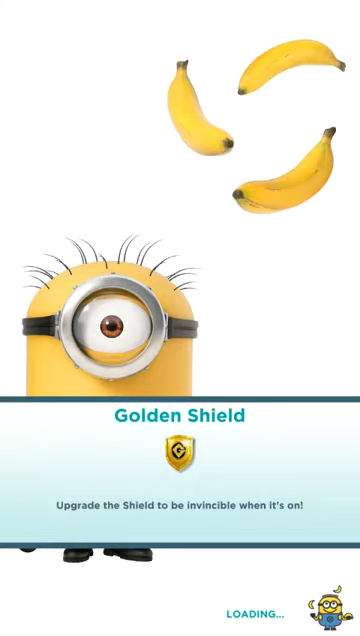 Golden Shield
Upgrade the Shield to be invincible when it's on!
LOADING...